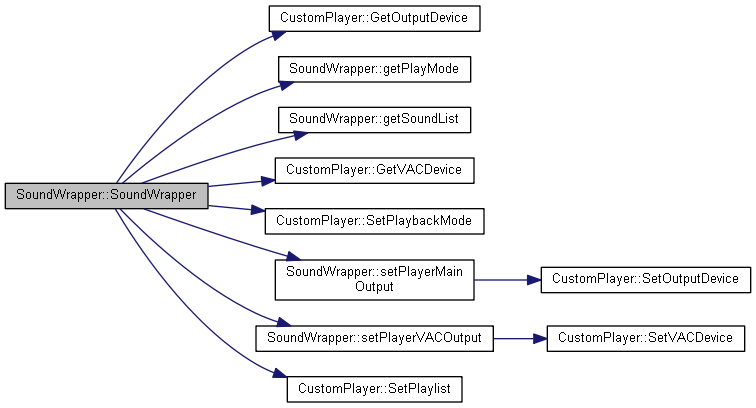 CustomPlayer::GetOutputDevice
SoundWrapper::getPlayMode
SoundWrapper::getSoundList
CustomPlayer::GetVACDevice
SoundWrapper::SoundWrapper
CustomPlayer::SetPlaybackMode
SoundWrapper::setPlayerMain
Output
CustomPlayer::SetOutputDevice
SoundWrapper::setPlayerVACOutput
CustomPlayer::SetVACDevice
CustomPlayer::SetPlaylist